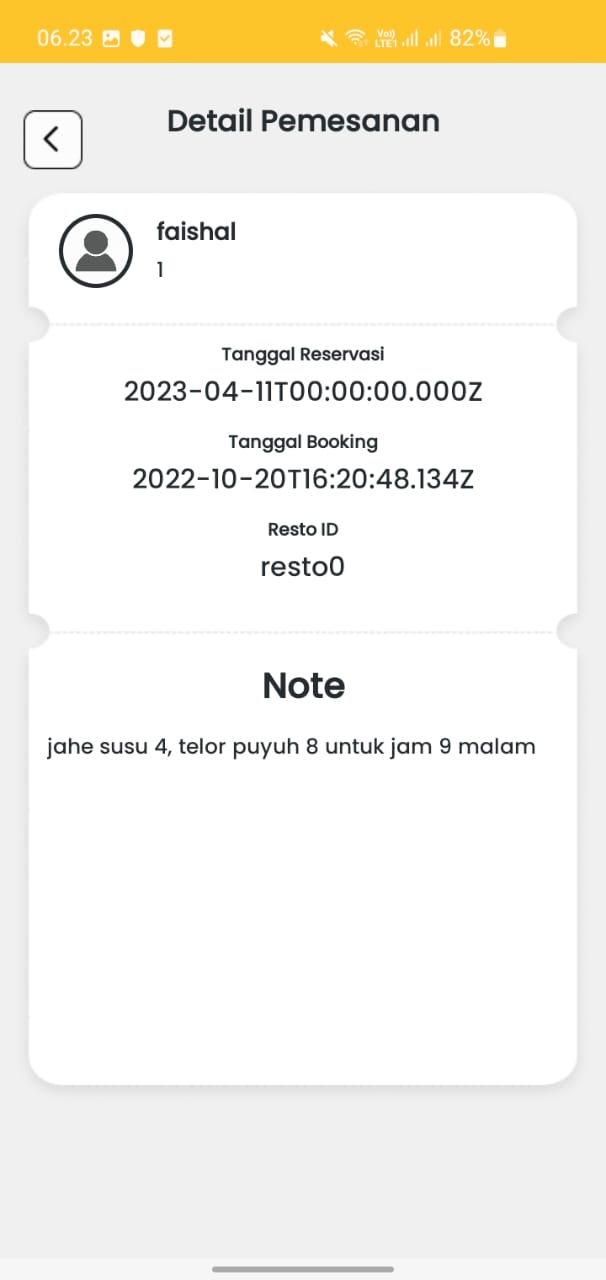 06.23 Vo)) LTE1 82%
Detail Pemesanan
faishal
1
Tanggal Reservasi
2023-04-11T00:00:00.000Z
Tanggal Booking
2022-10-20T16:20:48.134Z
Resto ID
resto0
Note
jahe susu 4, telor puyuh 8 untuk jam 9 malam